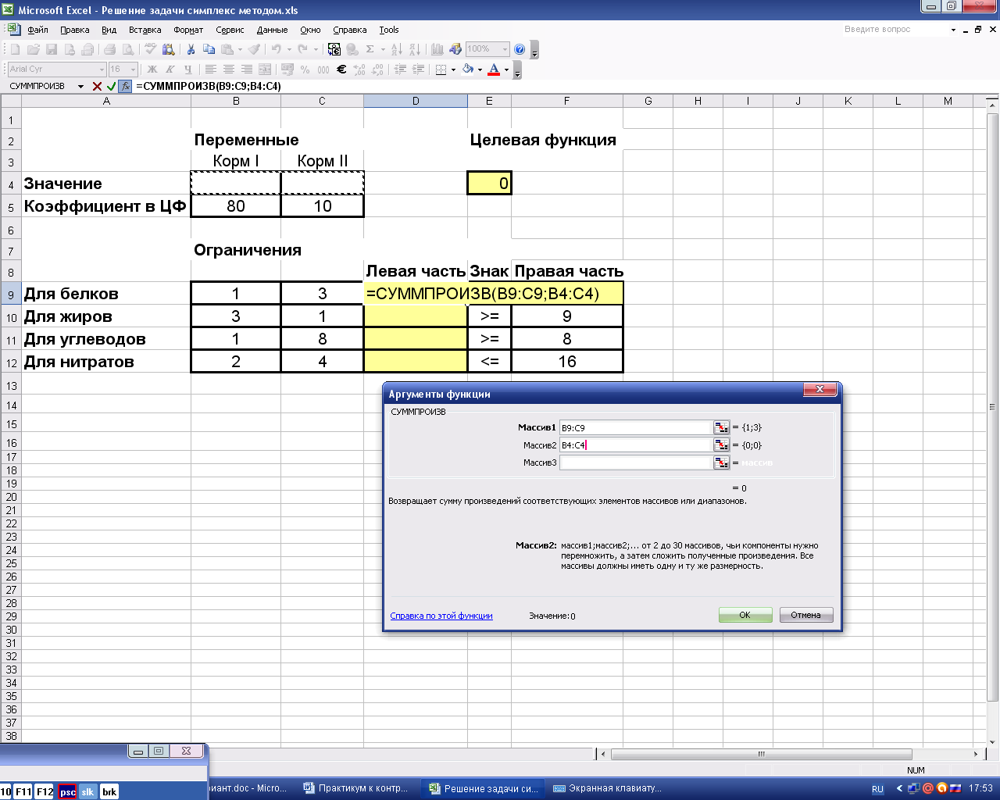 Microsoft Excel - Решение задачи симплекс методом.xls
Файл Правка Вид Вставка Формат Сервис Данные Окно Справка Tools Введите вопрос
100%
Arial Cyr 16 Ж К Ч % 000 €
СУММПРОИЗВ =СУММПРОИЗВ(B9:C9;B4:C4)
A B C D E F G H I J K L M
1
2 Переменные Целевая функция
3 Корм I Корм II
4 Значение 0
5 Коэффициент в ЦФ 80 10
6
7 Ограничения
8 Левая часть Знак Правая часть
9 Для белков 1 3 =СУММПРОИЗВ(B9:C9;B4:C4)
10 Для жиров 3 1 >= 9
11 Для углеводов 1 8 >= 8
12 Для нитратов 2 4 <= 16
13
14
15
16
17
18
19
20
21
22
23
24
25
26
27
28
29
30
31
32
33
34
35
36
37
38
Аргументы функции
СУММПРОИЗВ
Массив1 B9:C9 = {1;3}
Массив2 B4:C4 = {0;0}
Массив3 = массив
= 0
Возвращает сумму произведений соответствующих элементов массивов или диапазонов.
Массив2: массив1;массив2;... от 2 до 30 массивов, чьи компоненты нужно
перемножить, а затем сложить полученные произведения. Все
массивы должны иметь одну и ту же размерность.
Справка по этой функции Значение:0 OK Отмена
NUM
10 F11 F12 psc slk brk
риант.doc - Micro... Практикум к контр... Решение задачи си... Экранная клавиату... RU 17:53